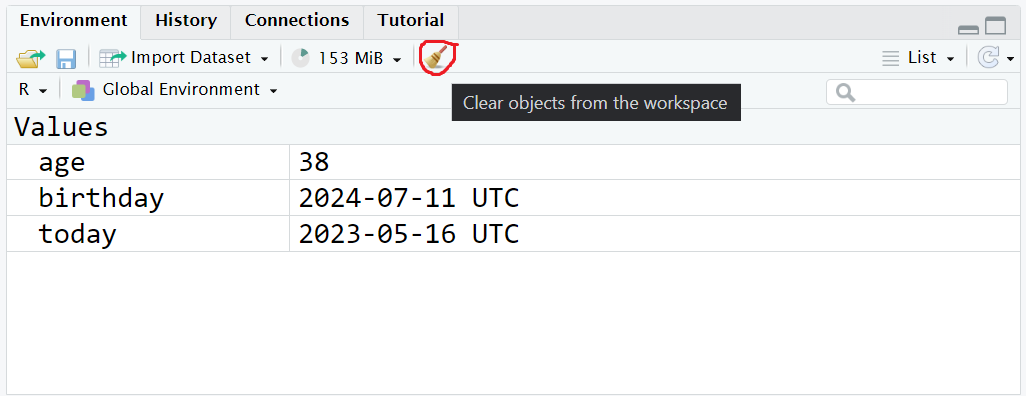 Environment History Connections Tutorial
Import Dataset 153 MiB List
R Global Environment
Clear objects from the workspace
Values
age 38
birthday 2024-07-11 UTC
today 2023-05-16 UTC